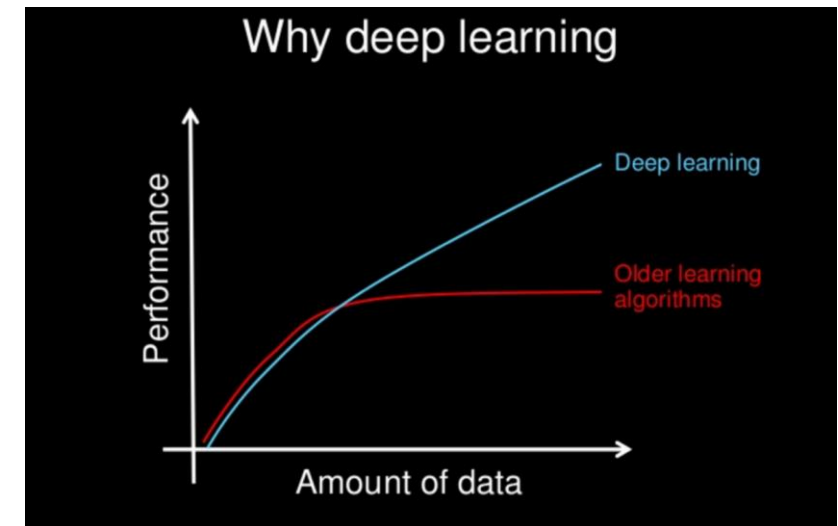 Why deep learning
Performance
Deep learning
Older learning
algorithms
Amount of data